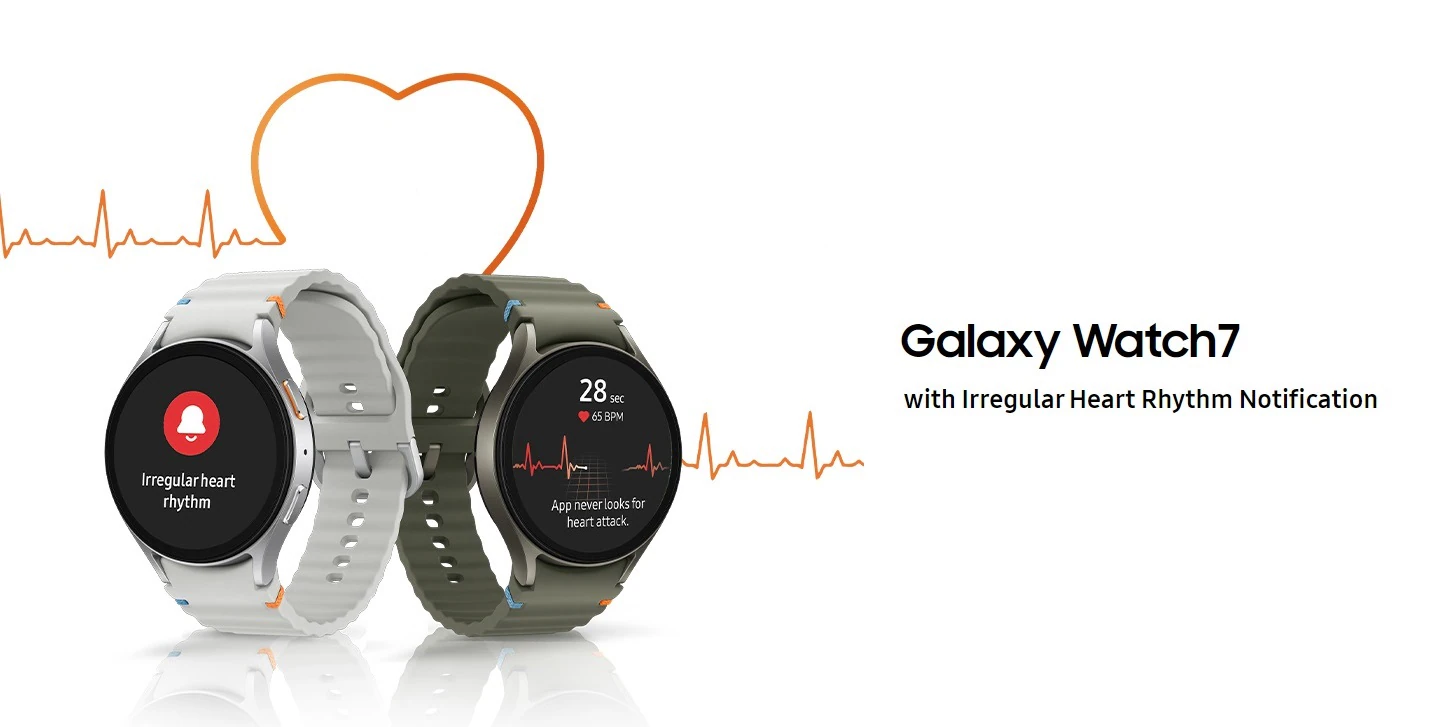 Galaxy Watch7
with Irregular Heart Rhythm Notification
Irregular heart
rhythm
28 sec
65 BPM
App never looks for
heart attack.